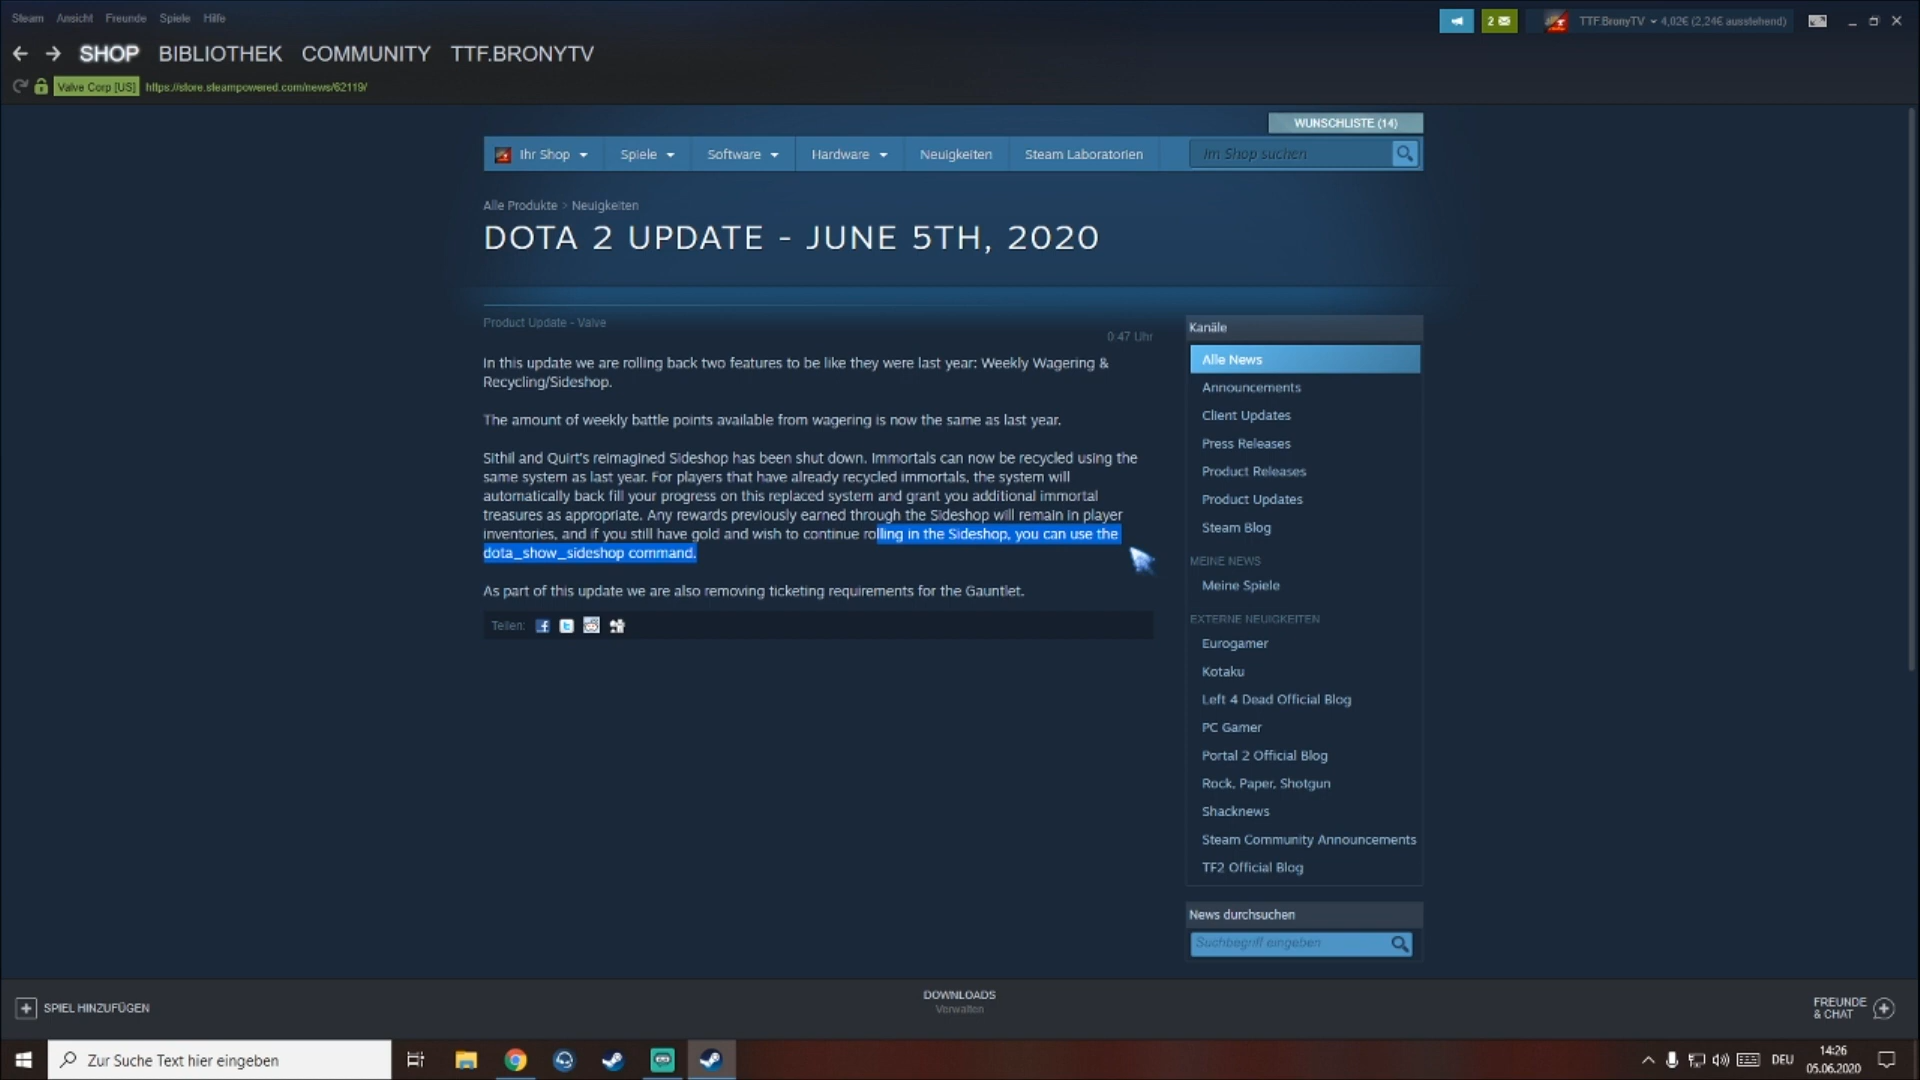 Steam Ansicht Freunde Spiele Hilfe
2
TTF.BronyTV 4,02€ (2,24€ ausstehend)
SHOP BIBLIOTHEK COMMUNITY TTF.BRONYTV
Valve Corp [US] https://store.steampowered.com/news/62119/
WUNSCHLISTE (14)
Ihr Shop Spiele Software Hardware Neuigkeiten Steam Laboratorien Im Shop suchen
Alle Produkte > Neuigkeiten
DOTA 2 UPDATE - JUNE 5TH, 2020
Product Update - Valve
0:47 Uhr
In this update we are rolling back two features to be like they were last year: Weekly Wagering &
Recycling/Sideshop.
The amount of weekly battle points available from wagering is now the same as last year.
Sithil and Quirt's reimagined Sideshop has been shut down. Immortals can now be recycled using the
same system as last year. For players that have already recycled immortals, the system will
automatically back fill your progress on this replaced system and grant you additional immortal
treasures as appropriate. Any rewards previously earned through the Sideshop will remain in player
inventories, and if you still have gold and wish to continue rolling in the Sideshop, you can use the
dota_show_sideshop command.
As part of this update we are also removing ticketing requirements for the Gauntlet.
Teilen:
Kanäle
Alle News
Announcements
Client Updates
Press Releases
Product Releases
Product Updates
Steam Blog
MEINE NEWS
Meine Spiele
EXTERNE NEUIGKEITEN
Eurogamer
Kotaku
Left 4 Dead Official Blog
PC Gamer
Portal 2 Official Blog
Rock, Paper, Shotgun
Shacknews
Steam Community Announcements
TF2 Official Blog
News durchsuchen
Suchbegriff eingeben
SPIEL HINZUFÜGEN
DOWNLOADS
Verwalten
FREUNDE
& CHAT
Zur Suche Text hier eingeben
DEU
14:26
05.06.2020